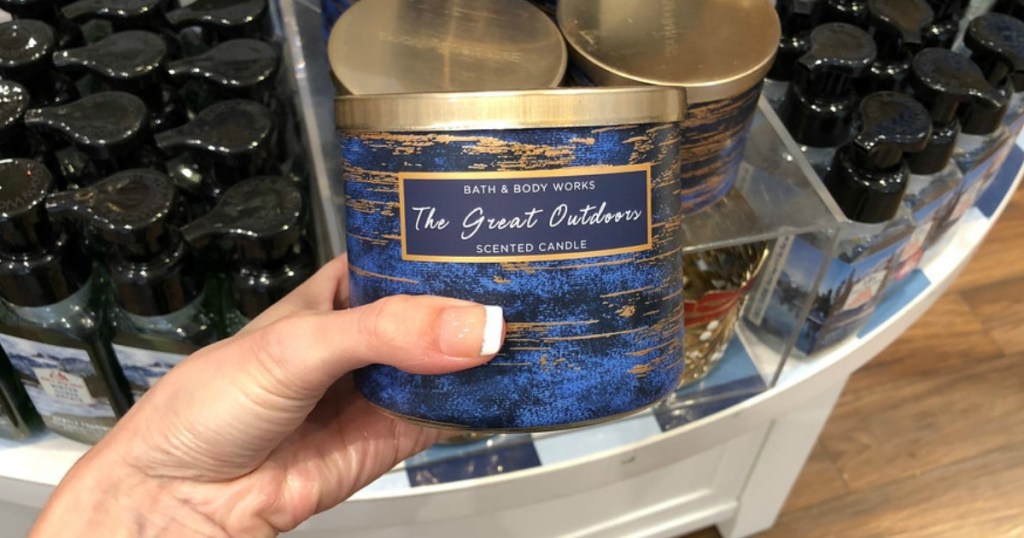 BATH & BODY WORKS
The Great Outdoors
SCENTED CANDLE